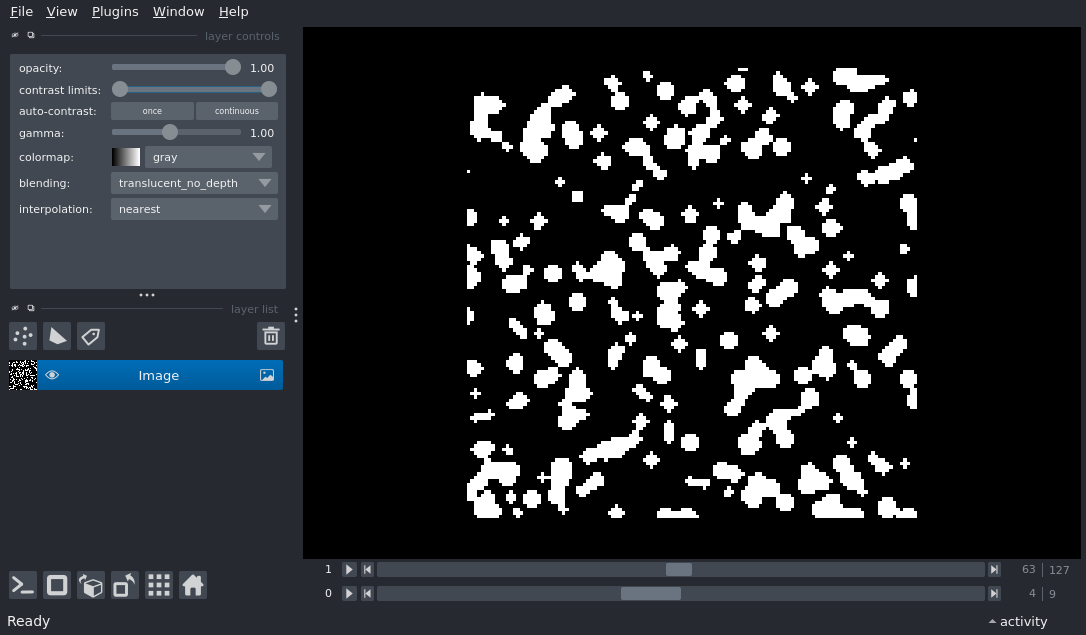 File View Plugins Window Help
layer controls
opacity: 1.00
contrast limits:
auto-contrast: once continuous
gamma: 1.00
colormap: gray
blending: translucent_no_depth
interpolation: nearest
layer list
Image
1 63 127
0 4 9
Ready activity